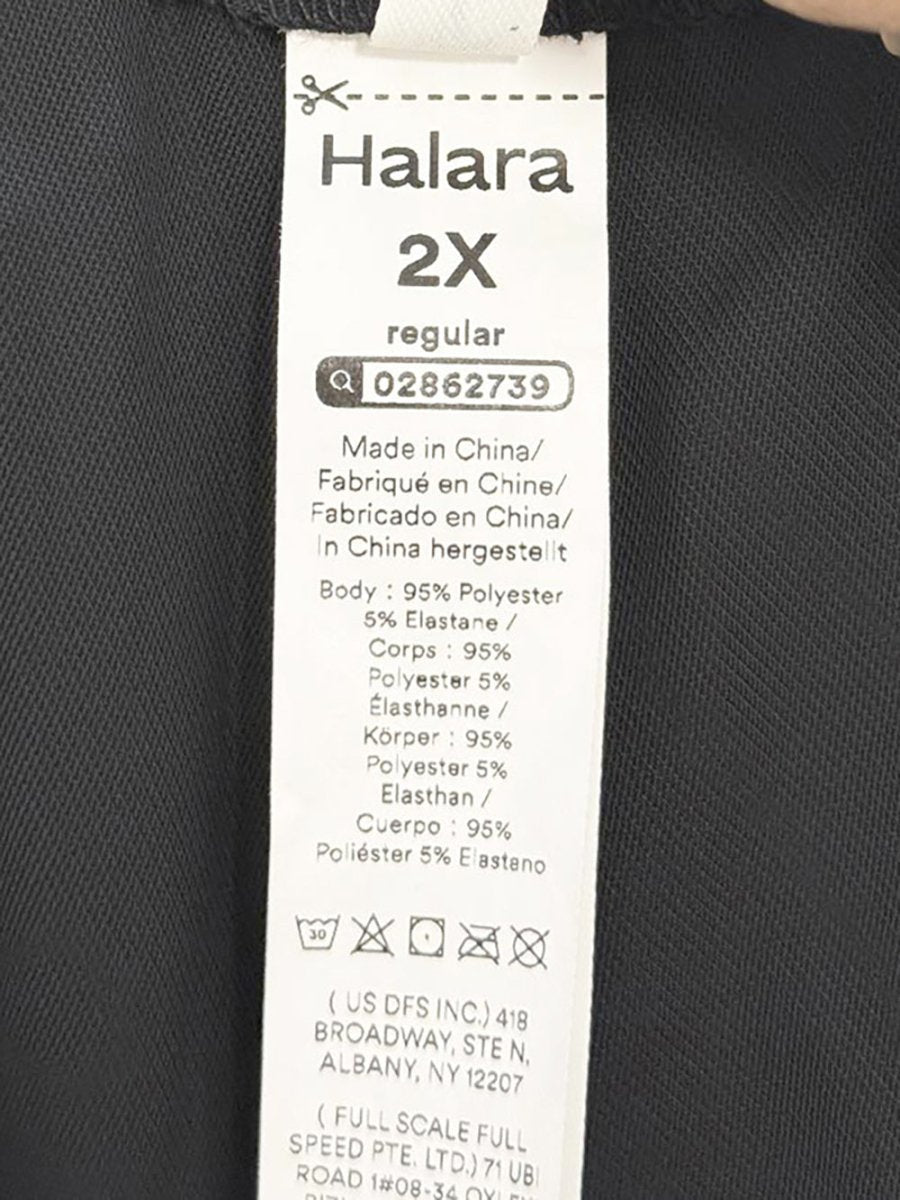 Halara
2X
regular
02862739
Made in China/
Fabriqué en Chine/
Fabricado en China/
In China hergestellt
Body : 95% Polyester
5% Elastane /
Corps : 95%
Polyester 5%
Élasthanne /
Körper : 95%
Polyester 5%
Elasthan /
Cuerpo : 95%
Poliéster 5% Elastano
30
( US DFS INC.) 418
BROADWAY, STE N,
ALBANY, NY 12207
( FULL SCALE FULL
SPEED PTE. LTD.) 71 UBI
ROAD 1#08-34